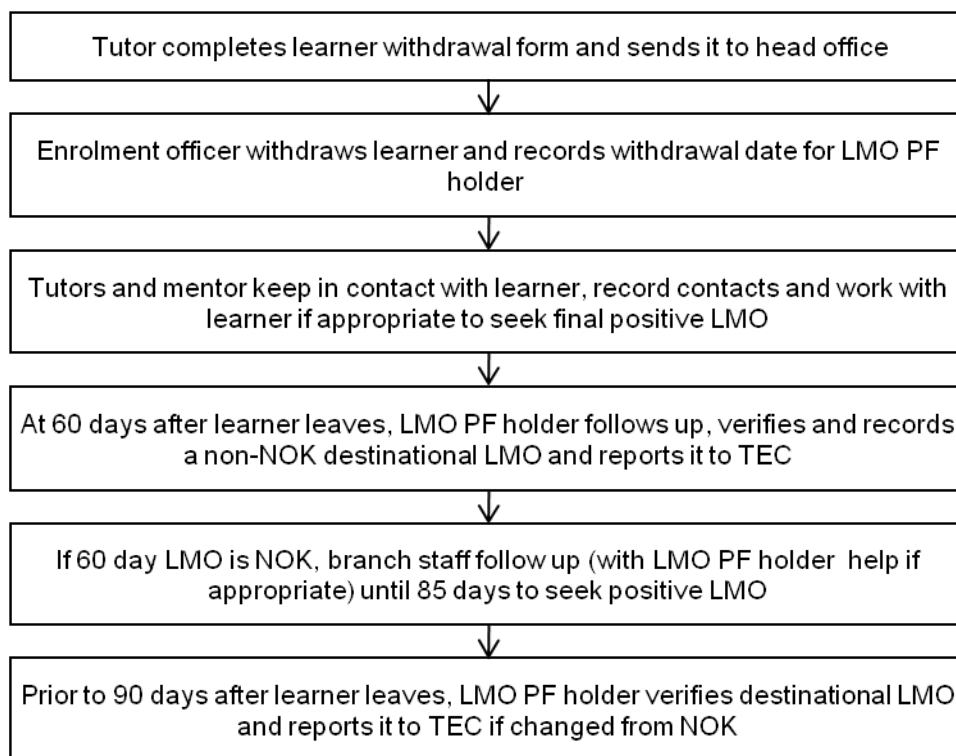 Tutor completes learner withdrawal form and sends it to head office
Enrolment officer withdraws learner and records withdrawal date for LMO PF
holder
Tutors and mentor keep in contact with learner, record contacts and work with
learner if appropriate to seek final positive LMO
At 60 days after learner leaves, LMO PF holder follows up, verifies and records
a non-NOK destinational LMO and reports it to TEC
If 60 day LMO is NOK, branch staff follow up (with LMO PF holder help if
appropriate) until 85 days to seek positive LMO
Prior to 90 days after learner leaves, LMO PF holder verifies destinational LMO
and reports it to TEC if changed from NOK